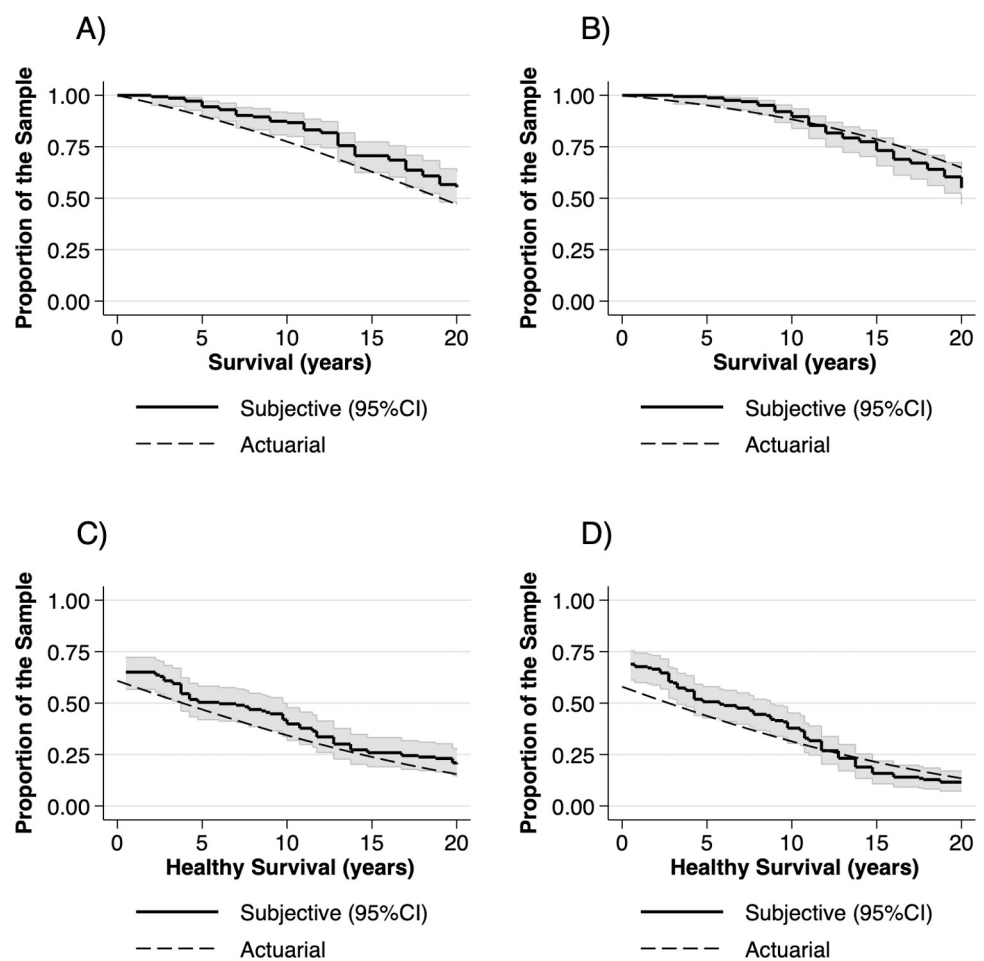 A)
Proportion of the Sample
1.00
0.75
0.50
0.25
0.00
0 5 10 15 20
Survival (years)
Subjective (95%CI)
Actuarial
B)
Proportion of the Sample
1.00
0.75
0.50
0.25
0.00
0 5 10 15 20
Survival (years)
Subjective (95%CI)
Actuarial
C)
Proportion of the Sample
1.00
0.75
0.50
0.25
0.00
0 5 10 15 20
Healthy Survival (years)
Subjective (95%CI)
Actuarial
D)
Proportion of the Sample
1.00
0.75
0.50
0.25
0.00
0 5 10 15 20
Healthy Survival (years)
Subjective (95%CI)
Actuarial